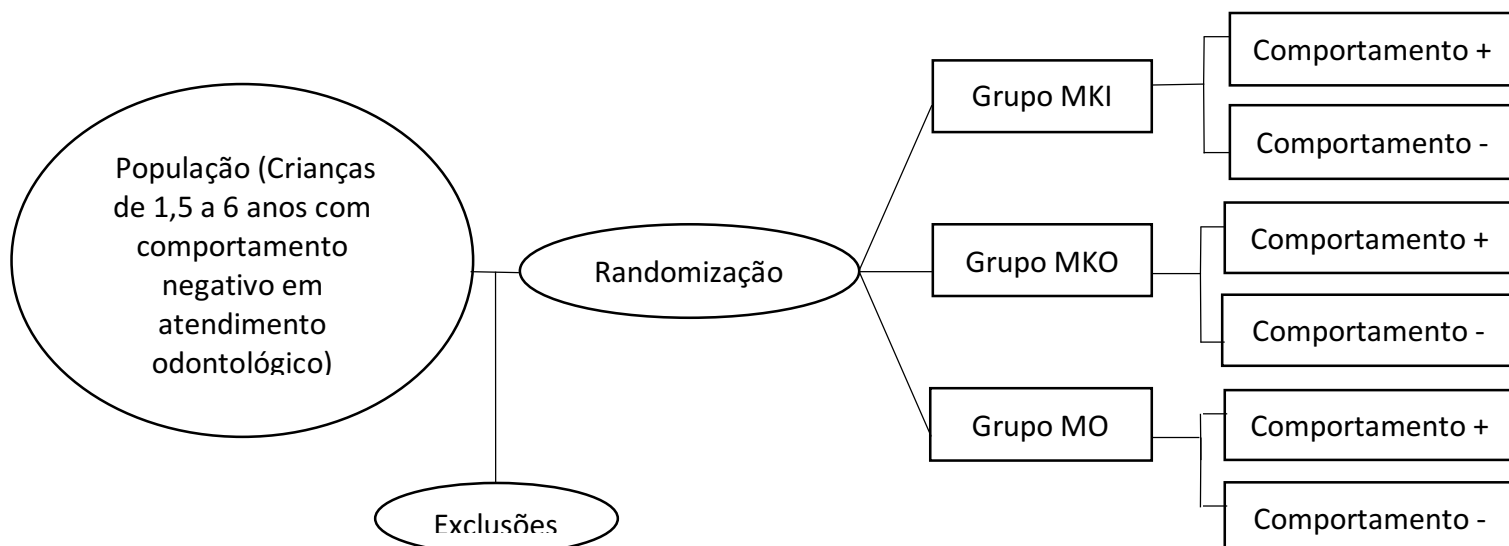 População (Crianças
de 1,5 a 6 anos com
comportamento
negativo em
atendimento
odontológico)
Exclusões
Randomização
Grupo MKI
Comportamento +
Comportamento -
Grupo MKO
Comportamento +
Comportamento -
Grupo MO
Comportamento +
Comportamento -